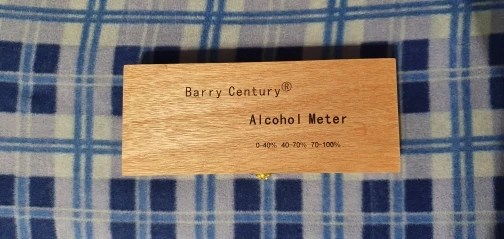 Barry Century®
Alcohol Meter
0-40% 40-70% 70-100%